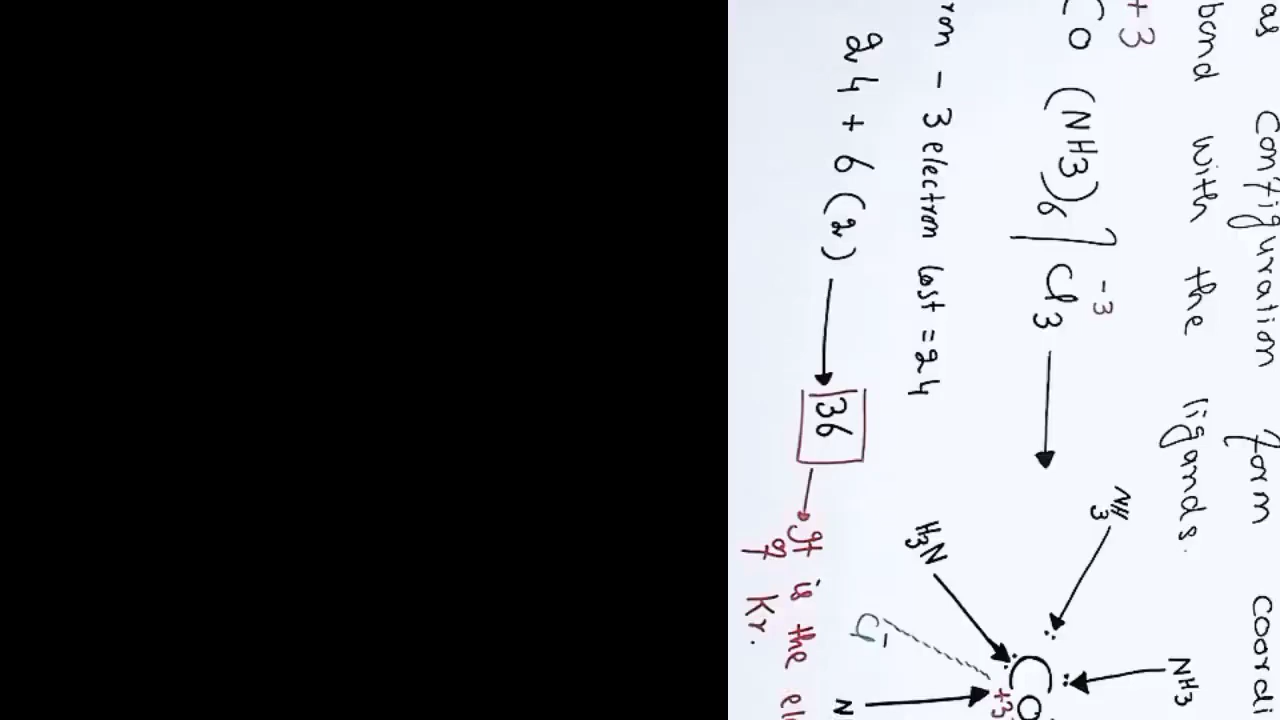 as configuration form coordi
bond with the ligands.
+3
Co (NH3)6] Cl3
-3
ron - 3 electron lost = 24
24 + 6 (2) → 36
It is the el
of Kr.
NH3
NH3
H3N
Cl-
Co
+3
N